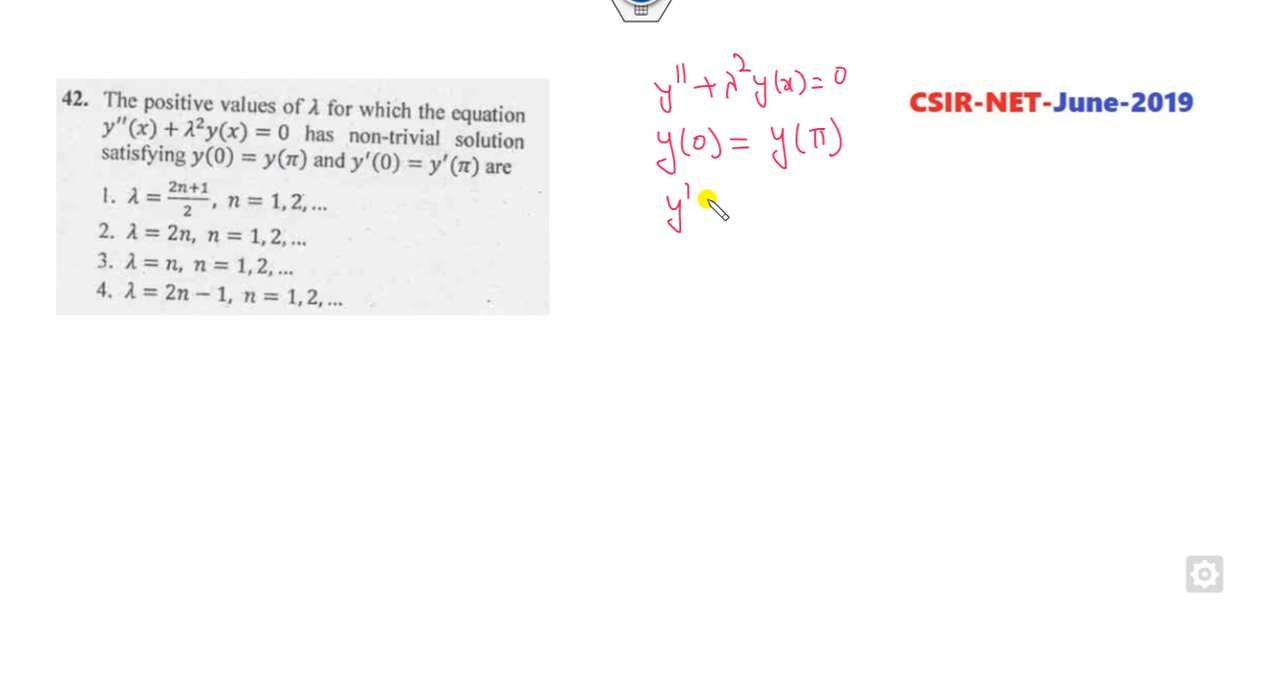 42. The positive values of λ for which the equation
y''(x) + λ²y(x) = 0 has non-trivial solution
satisfying y(0) = y(π) and y'(0) = y'(π) are
1. λ = (2n+1)/2, n = 1, 2, ...
2. λ = 2n, n = 1, 2, ...
3. λ = n, n = 1, 2, ...
4. λ = 2n − 1, n = 1, 2, ...
y'' + λ²y(x) = 0
y(0) = y(π)
y'
CSIR-NET-June-2019